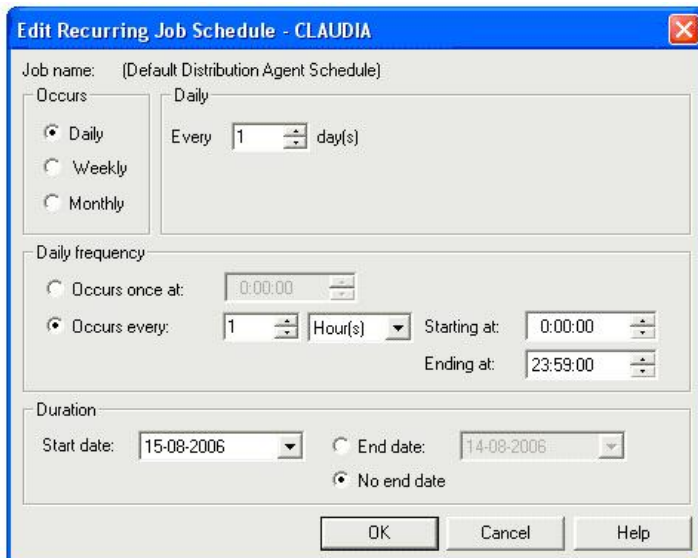 Edit Recurring Job Schedule - CLAUDIA
Job name: (Default Distribution Agent Schedule)
Occurs
Daily
Weekly
Monthly
Daily
Every 1 day(s)
Daily frequency
Occurs once at: 0:00:00
Occurs every: 1 Hour(s) Starting at: 0:00:00
Ending at: 23:59:00
Duration
Start date: 15-08-2006 End date: 14-08-2006
No end date
OK Cancel Help